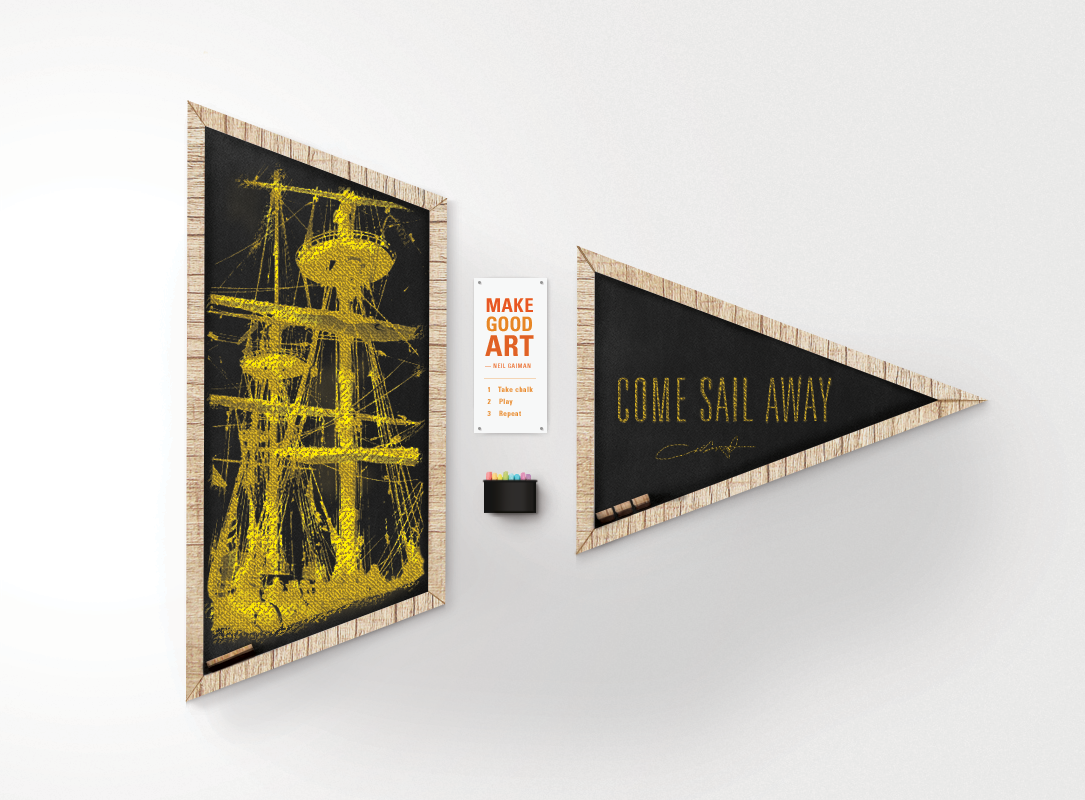 MAKE
GOOD
ART
— NEIL GAIMAN
1 Take chalk
2 Play
3 Repeat
COME SAIL AWAY